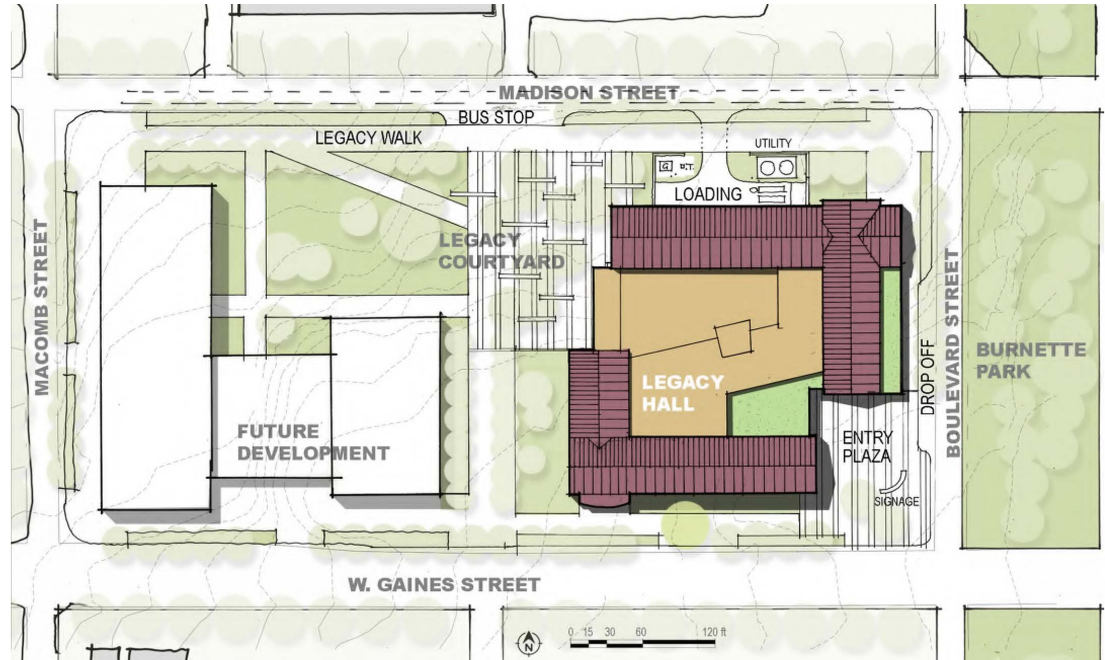 MADISON STREET
BUS STOP
LEGACY WALK
UTILITY
G
LOADING
LEGACY
COURTYARD
MACOMB STREET
BOULEVARD STREET
DROP OFF
BURNETTE
PARK
LEGACY
HALL
FUTURE
DEVELOPMENT
ENTRY
PLAZA
SIGNAGE
W. GAINES STREET
N
0 15 30 60 120 ft